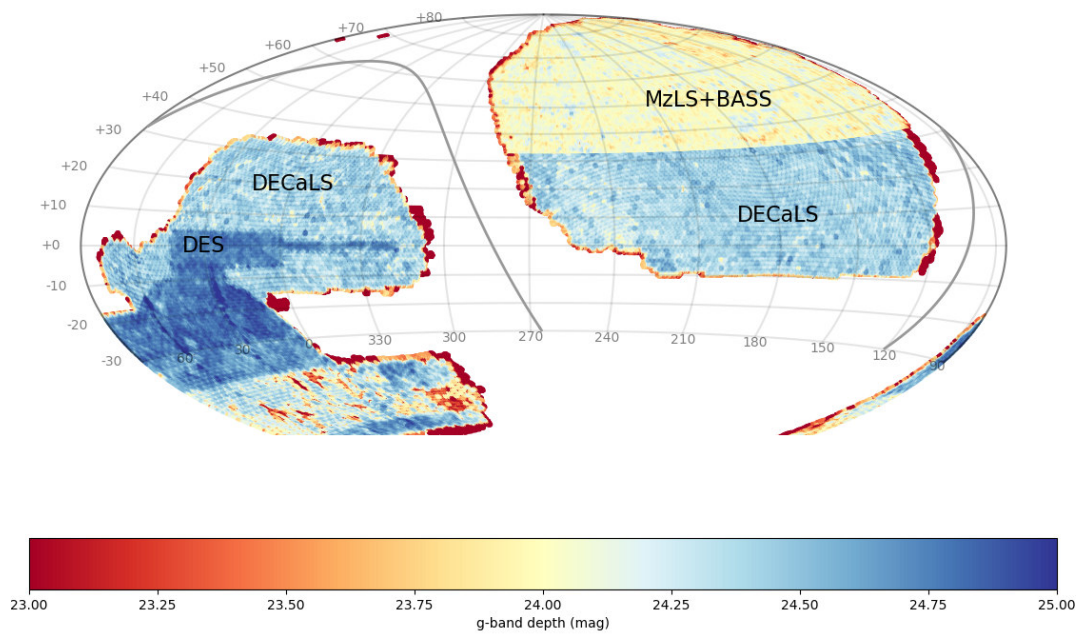 +80
+70
+60
+50
+40
MzLS+BASS
+30
+20
DECaLS
+10
DECaLS
+0
DES
-10
-20
60 30 0 330 300 270 240 210 180 150 120 90
-30
23.00 23.25 23.50 23.75 24.00 24.25 24.50 24.75 25.00
g-band depth (mag)